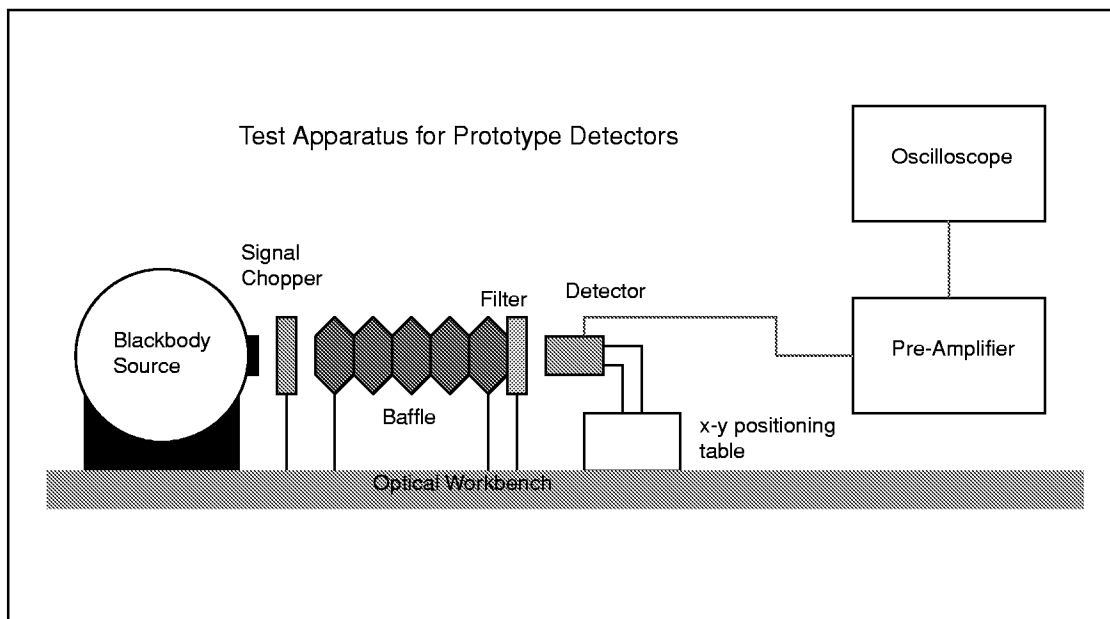 Test Apparatus for Prototype Detectors
Oscilloscope
Signal
Chopper
Filter
Detector
Blackbody
Source
Pre-Amplifier
Baffle
x-y positioning
table
Optical Workbench